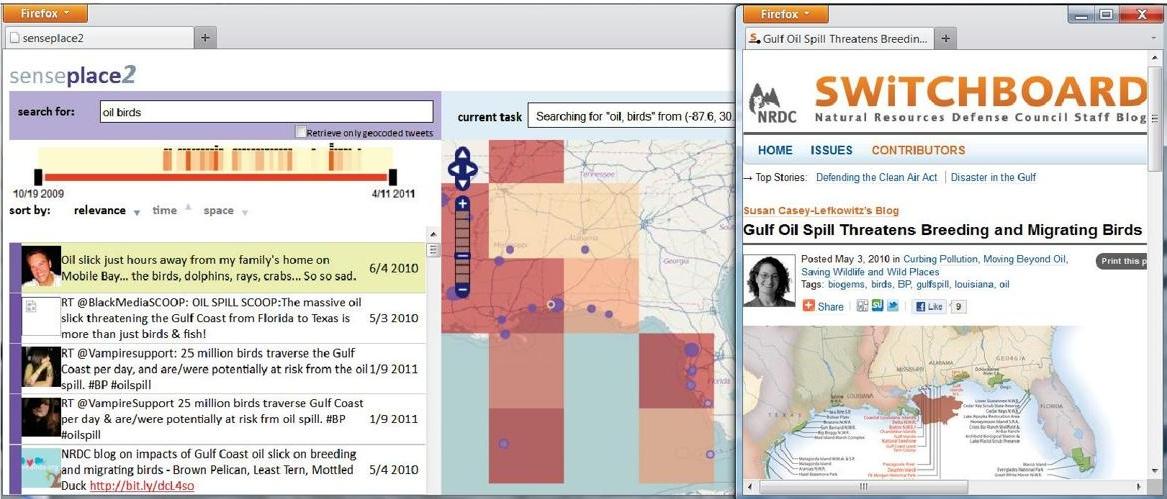 Firefox
senseplace2
senseplace2
search for:
oil birds
Retrieve only geocoded tweets
current task
Searching for "oil, birds" from (-87.6, 30.
10/19 2009
4/11 2011
sort by:
relevance
time
space
Oil slick just hours away from my family's home on
Mobile Bay... the birds, dolphins, rays, crabs... So so sad.
6/4 2010
RT @BlackMediaSCOOP: OIL SPILL SCOOP:The massive oil
slick threatening the Gulf Coast from Florida to Texas is
more than just birds & fish!
5/3 2010
RT @Vampiresupport: 25 million birds traverse the Gulf
Coast per day, and are/were potentially at risk from the oil
spill. #BP #oilspill
1/9 2011
RT @VampireSupport 25 million birds traverse Gulf Coast
per day & are/were potentially at risk frm oil spill. #BP
#oilspill
1/9 2011
NRDC blog on impacts of Gulf Coast oil slick on breeding
and migrating birds - Brown Pelican, Least Tern, Mottled
Duck http://bit.ly/dcL4so
5/4 2010
Tennessee
Mississippi
Alabama
Georgia
Florida
Firefox
Gulf Oil Spill Threatens Breedin...
NRDC
SWiTCHBOARD
Natural Resources Defense Council Staff Blog
HOME
ISSUES
CONTRIBUTORS
→ Top Stories: Defending the Clean Air Act
Disaster in the Gulf
Susan Casey-Lefkowitz's Blog
Gulf Oil Spill Threatens Breeding and Migrating Birds
Posted May 3, 2010 in Curbing Pollution, Moving Beyond Oil,
Saving Wildlife and Wild Places
Tags: biogems, birds, BP, gulfspill, louisiana, oil
Print this p
Share
Like
9
TEXAS
LOUISIANA
MISSISSIPPI
ALABAMA
GEORGIA
FLORIDA